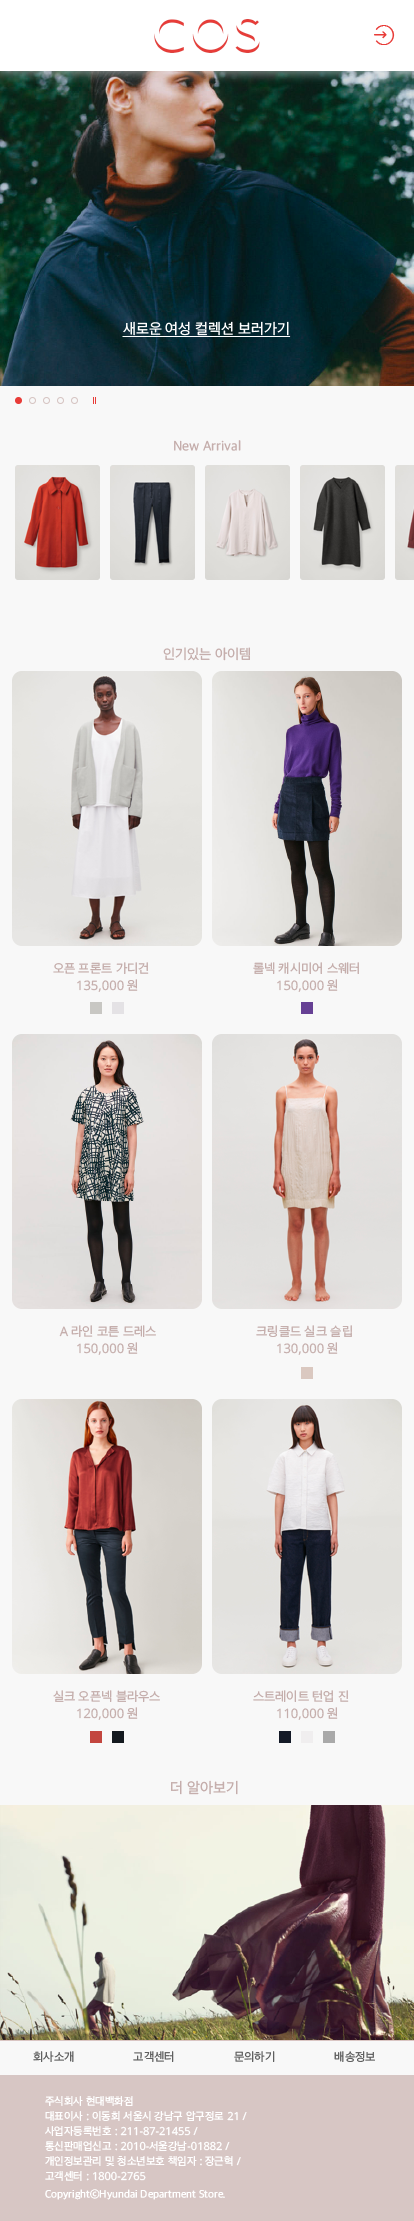 COS
새로운 여성 컬렉션 보러가기
New Arrival
인기있는 아이템
오픈 프론트 가디건
135,000 원
롤넥 캐시미어 스웨터
150,000 원
A 라인 코튼 드레스
150,000 원
크링클드 실크 슬립
130,000 원
실크 오픈넥 블라우스
120,000 원
스트레이트 턴업 진
110,000 원
더 알아보기
회사소개
고객센터
문의하기
배송정보
주식회사 현대백화점
대표이사 : 이동회 서울시 강남구 압구정로 21 /
사업자등록번호 : 211-87-21455 /
통신판매업신고 : 2010-서울강남-01882 /
개인정보관리 및 청소년보호 책임자 : 장근혁 /
고객센터 : 1800-2765
Copyright©Hyundai Department Store.